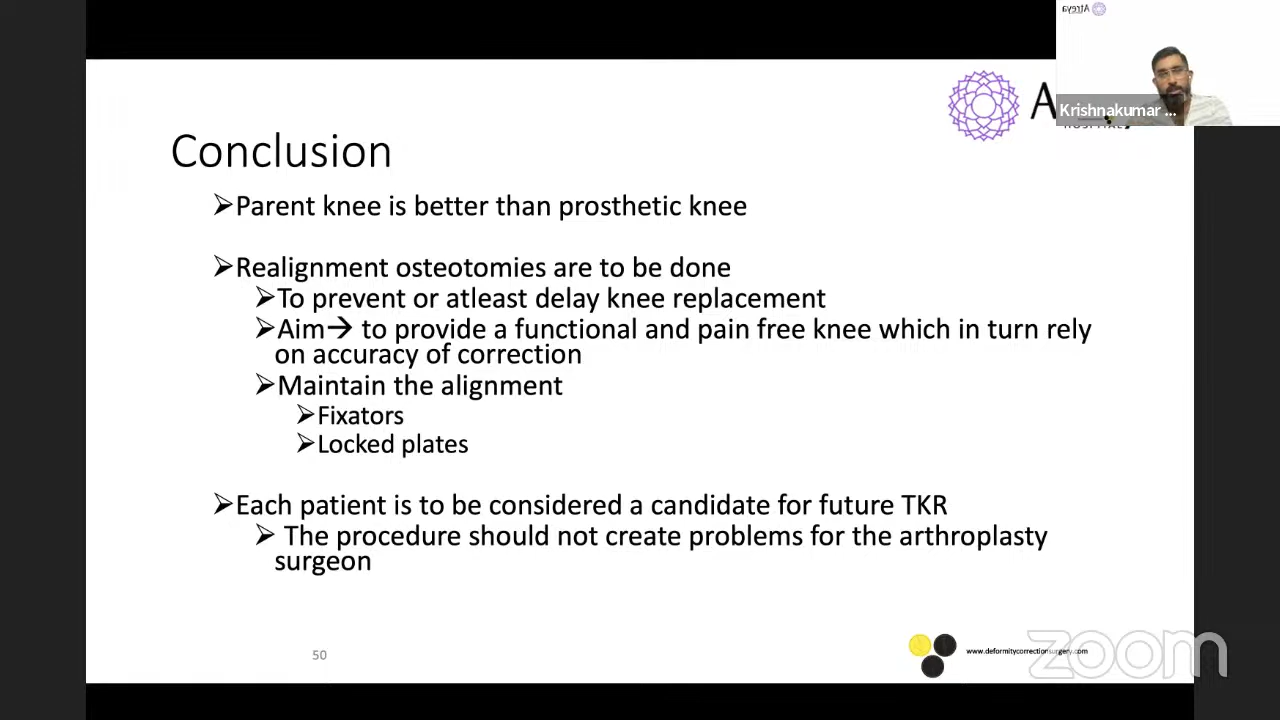 Atreya
Krishnakumar ...
Conclusion
➢Parent knee is better than prosthetic knee
➢Realignment osteotomies are to be done
➢To prevent or atleast delay knee replacement
➢Aim→ to provide a functional and pain free knee which in turn rely
on accuracy of correction
➢Maintain the alignment
➢Fixators
➢Locked plates
➢Each patient is to be considered a candidate for future TKR
➢ The procedure should not create problems for the arthroplasty
surgeon
50
www.deformitycorrectionsurgery.com
zoom